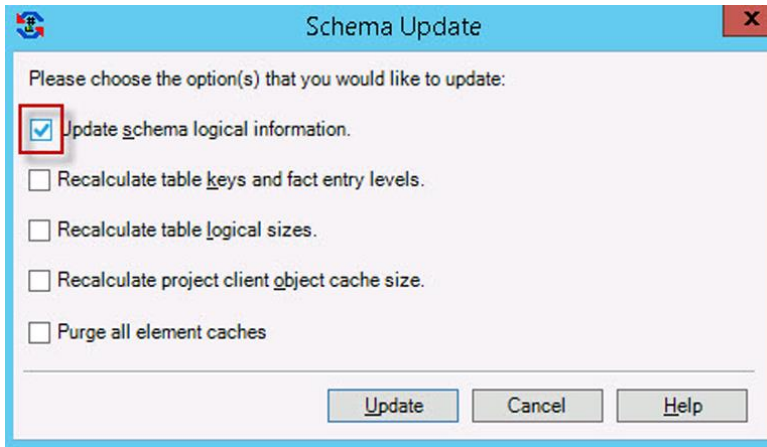 Schema Update
x
Please choose the option(s) that you would like to update:
Update schema logical information.
Recalculate table keys and fact entry levels.
Recalculate table logical sizes.
Recalculate project client object cache size.
Purge all element caches
Update Cancel Help